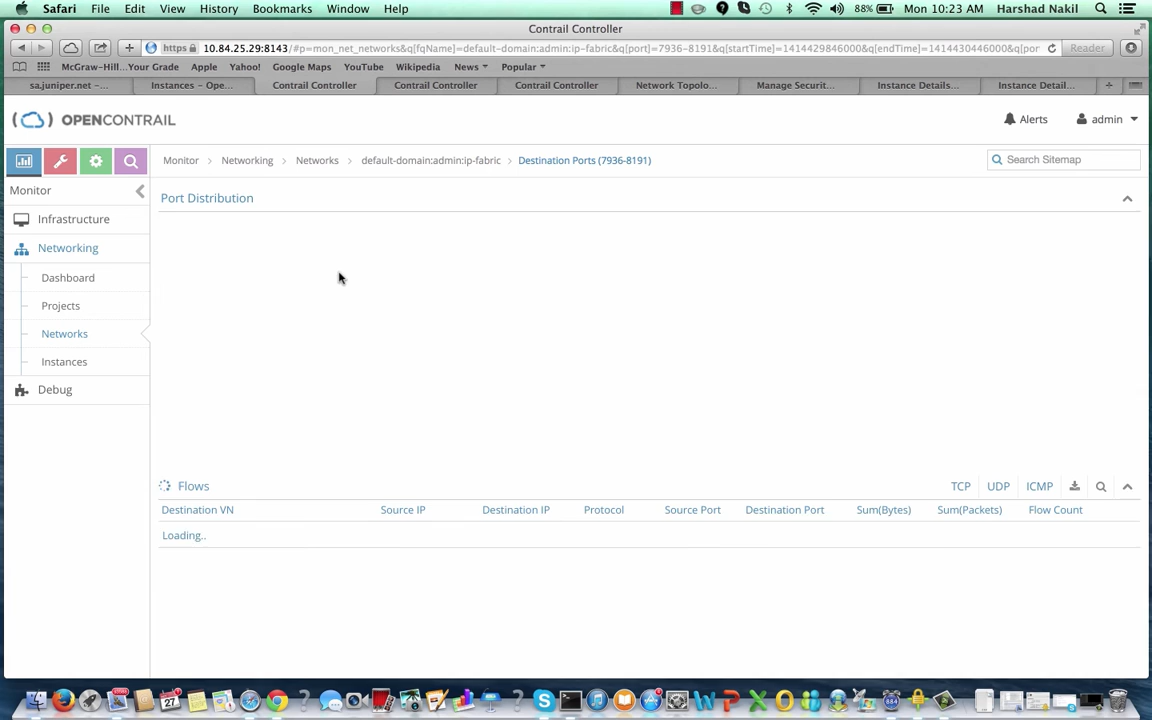 Safari File Edit View History Bookmarks Window Help 88% Mon 10:23 AM Harshad Nakil
Contrail Controller
https 10.84.25.29:8143/#p=mon_net_networks&q[fqName]=default-domain:admin:ip-fabric&q[port]=7936-8191&q[startTime]=1414429846000&q[endTime]=1414430446000&q[por Reader
McGraw-Hill...Your Grade Apple Yahoo! Google Maps YouTube Wikipedia News Popular
sa.juniper.net –... Instances – Ope... Contrail Controller Contrail Controller Contrail Controller Network Topolo... Manage Securit... Instance Details... Instance Detail...
OPENCONTRAIL Alerts admin
Monitor Networking Networks default-domain:admin:ip-fabric Destination Ports (7936-8191) Search Sitemap
Monitor
Port Distribution
Infrastructure
Networking
Dashboard
Projects
Networks
Instances
Debug
Flows TCP UDP ICMP
Destination VN Source IP Destination IP Protocol Source Port Destination Port Sum(Bytes) Sum(Packets) Flow Count
Loading..